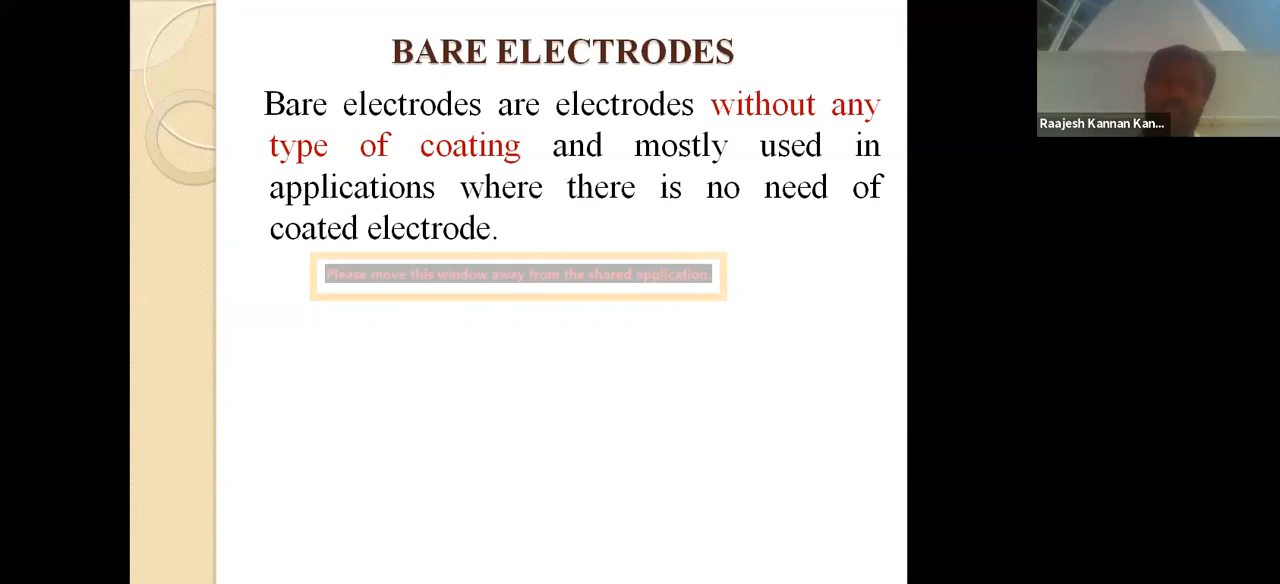 BARE ELECTRODES
Bare electrodes are electrodes without any
type of coating and mostly used in
applications where there is no need of
coated electrode.
Please move this window away from the shared application.
Raajesh Kannan Kan...